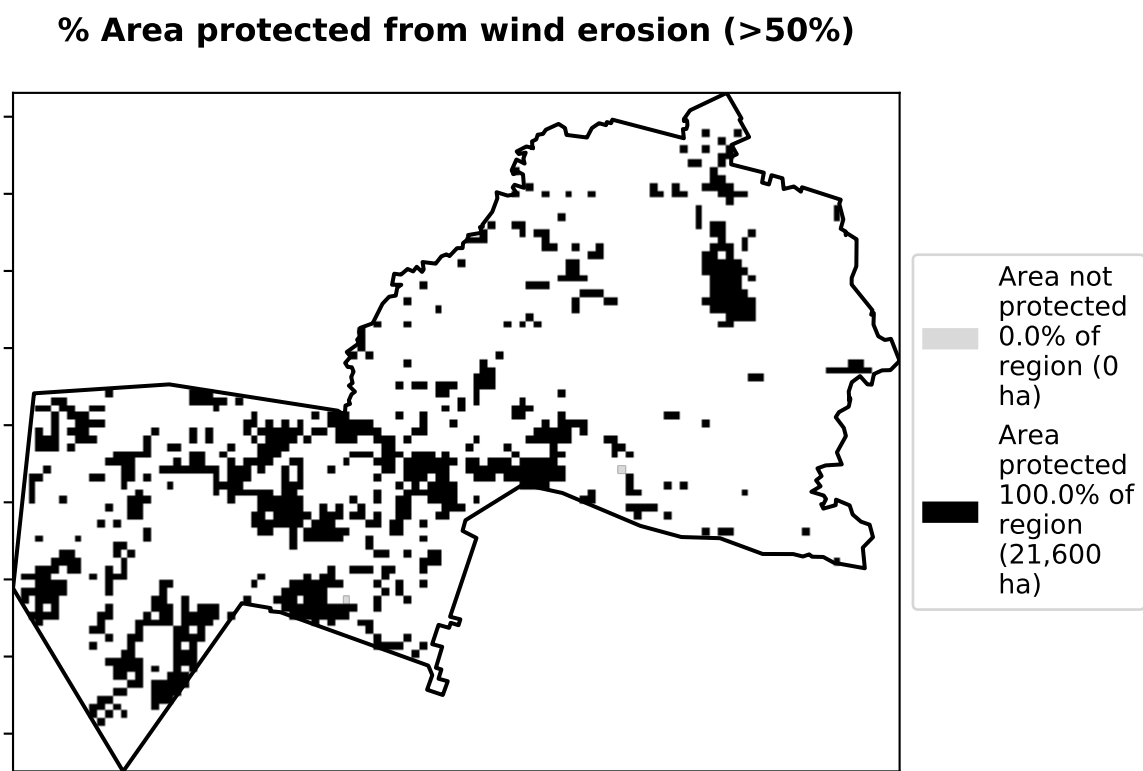 % Area protected from wind erosion (>50%)
Area not
protected
0.0% of
region (0
ha)
Area
protected
100.0% of
region
(21,600
ha)